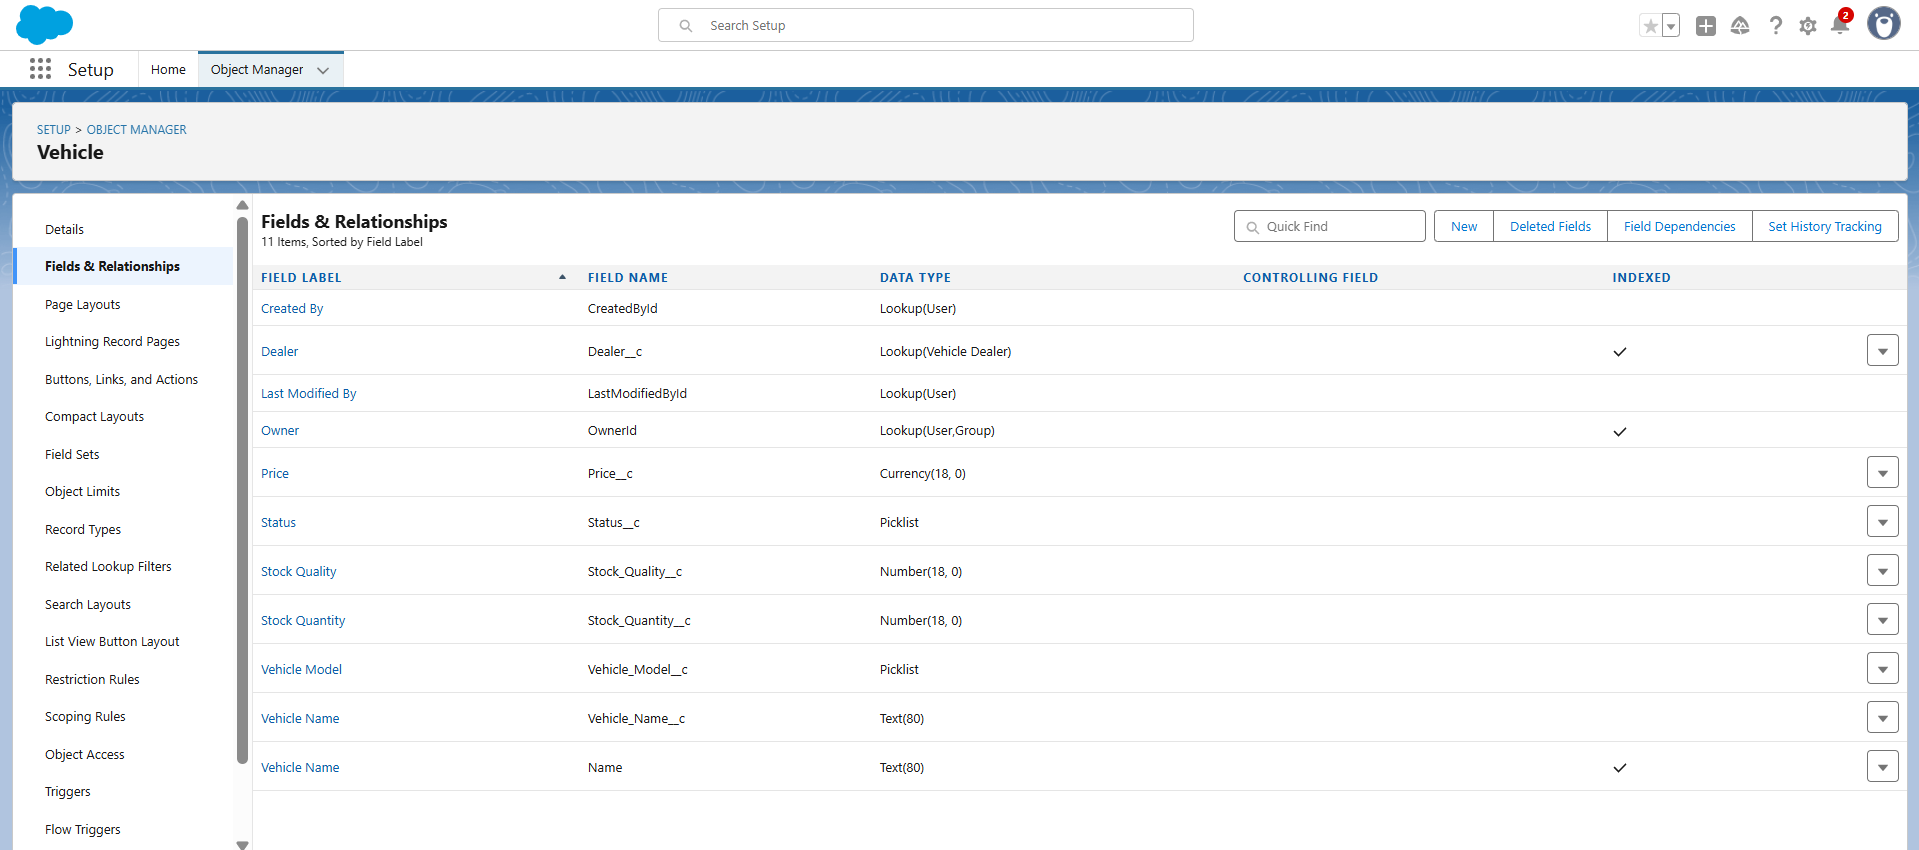 Search Setup
2
Setup
Home
Object Manager
SETUP > OBJECT MANAGER
Vehicle
Details
Fields & Relationships
Page Layouts
Lightning Record Pages
Buttons, Links, and Actions
Compact Layouts
Field Sets
Object Limits
Record Types
Related Lookup Filters
Search Layouts
List View Button Layout
Restriction Rules
Scoping Rules
Object Access
Triggers
Flow Triggers
Fields & Relationships
11 Items, Sorted by Field Label
Quick Find
New
Deleted Fields
Field Dependencies
Set History Tracking
FIELD LABEL FIELD NAME DATA TYPE CONTROLLING FIELD INDEXED
Created By CreatedById Lookup(User)
Dealer Dealer__c Lookup(Vehicle Dealer)
Last Modified By LastModifiedById Lookup(User)
Owner OwnerId Lookup(User,Group)
Price Price__c Currency(18, 0)
Status Status__c Picklist
Stock Quality Stock_Quality__c Number(18, 0)
Stock Quantity Stock_Quantity__c Number(18, 0)
Vehicle Model Vehicle_Model__c Picklist
Vehicle Name Vehicle_Name__c Text(80)
Vehicle Name Name Text(80)